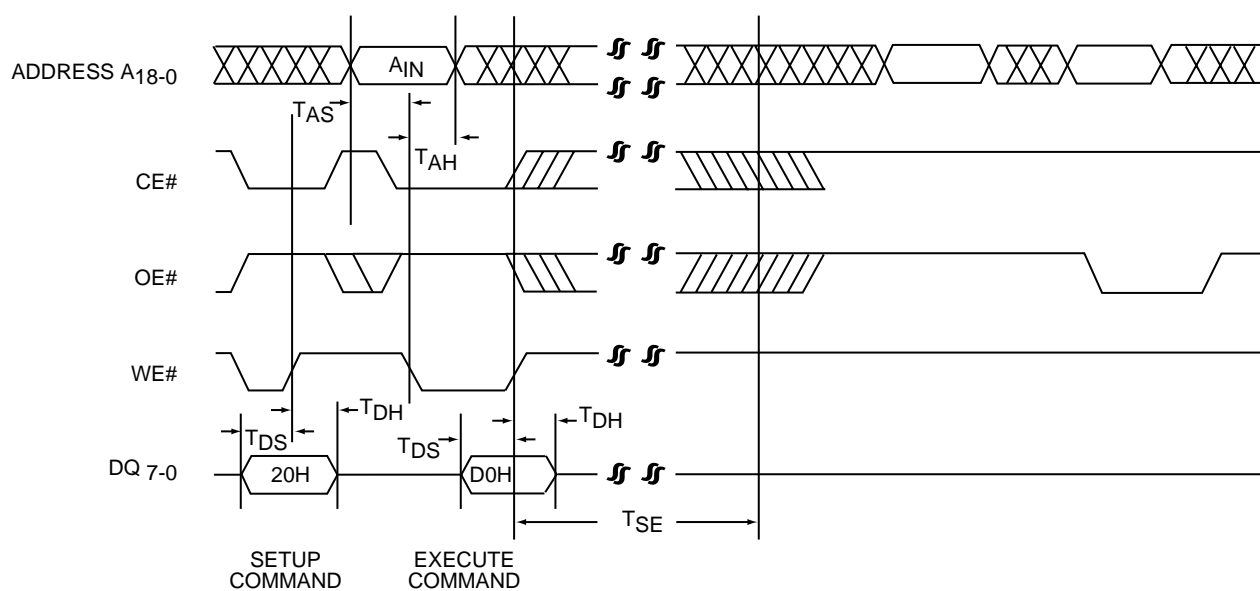 ADDRESS A18-0
AIN
TAS
TAH
CE#
OE#
WE#
TDH
TDS
TDS
TDH
DQ 7-0
20H
D0H
TSE
SETUP
COMMAND
EXECUTE
COMMAND